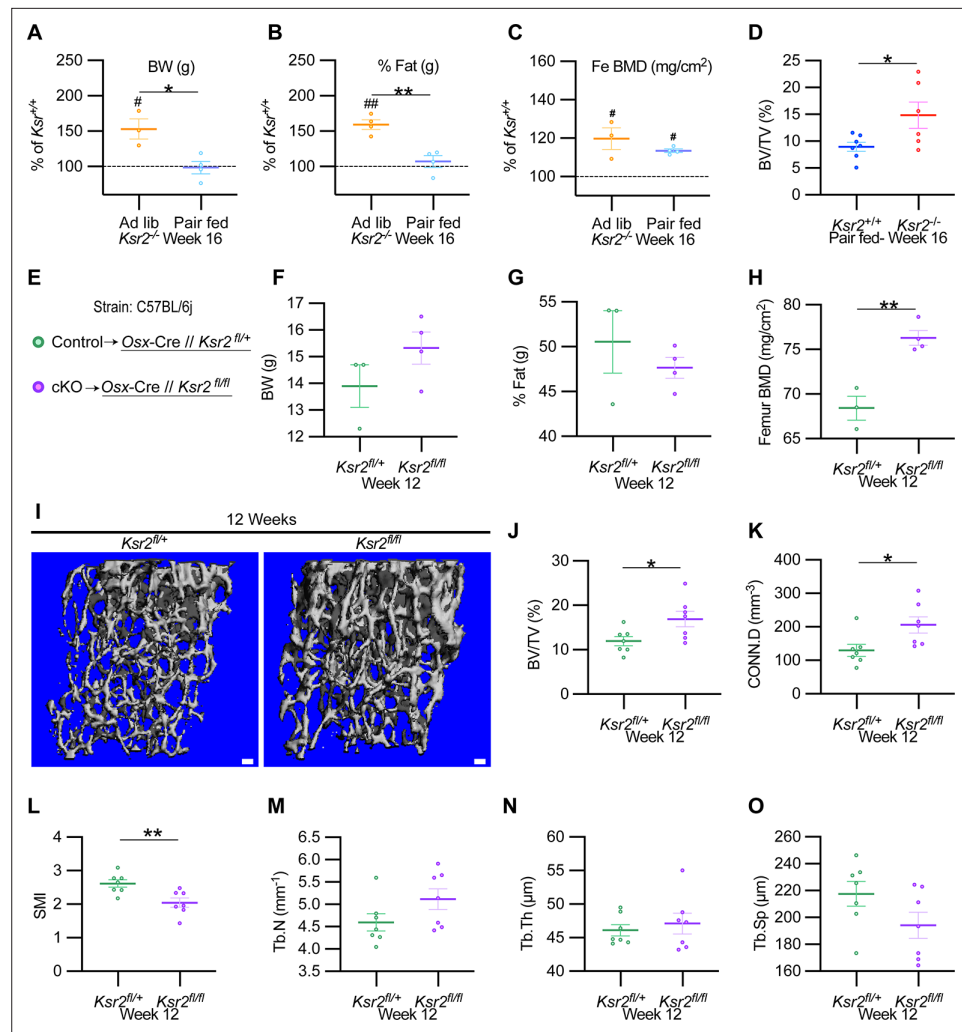 A
BW (g)
% of Ksr+/+
250
200
150
100
50
#
*
Ad lib Pair fed
Ksr2-/- Week 16
B
% Fat (g)
% of Ksr+/+
250
200
150
100
50
##
**
Ad lib Pair fed
Ksr2-/- Week 16
C
Fe BMD (mg/cm2)
% of Ksr+/+
160
140
120
100
#
#
Ad lib Pair fed
Ksr2-/- Week 16
D
BV/TV (%)
25
20
15
10
5
0
*
Ksr2+/+ Ksr2-/-
Pair fed- Week 16
E
Strain: C57BL/6j
Control→Osx-Cre // Ksr2 fl/+
cKO→Osx-Cre // Ksr2 fl/fl
F
BW (g)
17
16
15
14
13
12
Ksr2fl/+ Ksr2fl/fl
Week 12
G
% Fat (g)
55
50
45
40
Ksr2fl/+ Ksr2fl/fl
Week 12
H
Femur BMD (mg/cm2)
80
75
70
65
**
Ksr2fl/+ Ksr2fl/fl
Week 12
I
12 Weeks
Ksr2fl/+ Ksr2fl/fl
J
BV/TV (%)
30
20
10
0
*
Ksr2fl/+ Ksr2fl/fl
Week 12
K
CONN.D (mm-3)
400
300
200
100
0
*
Ksr2fl/+ Ksr2fl/fl
Week 12
L
SMI
4
3
2
1
0
**
Ksr2fl/+ Ksr2fl/fl
Week 12
M
Tb.N (mm-1)
6.5
6.0
5.5
5.0
4.5
4.0
3.5
Ksr2fl/+ Ksr2fl/fl
Week 12
N
Tb.Th (µm)
60
55
50
45
40
Ksr2fl/+ Ksr2fl/fl
Week 12
O
Tb.Sp (µm)
260
240
220
200
180
160
Ksr2fl/+ Ksr2fl/fl
Week 12